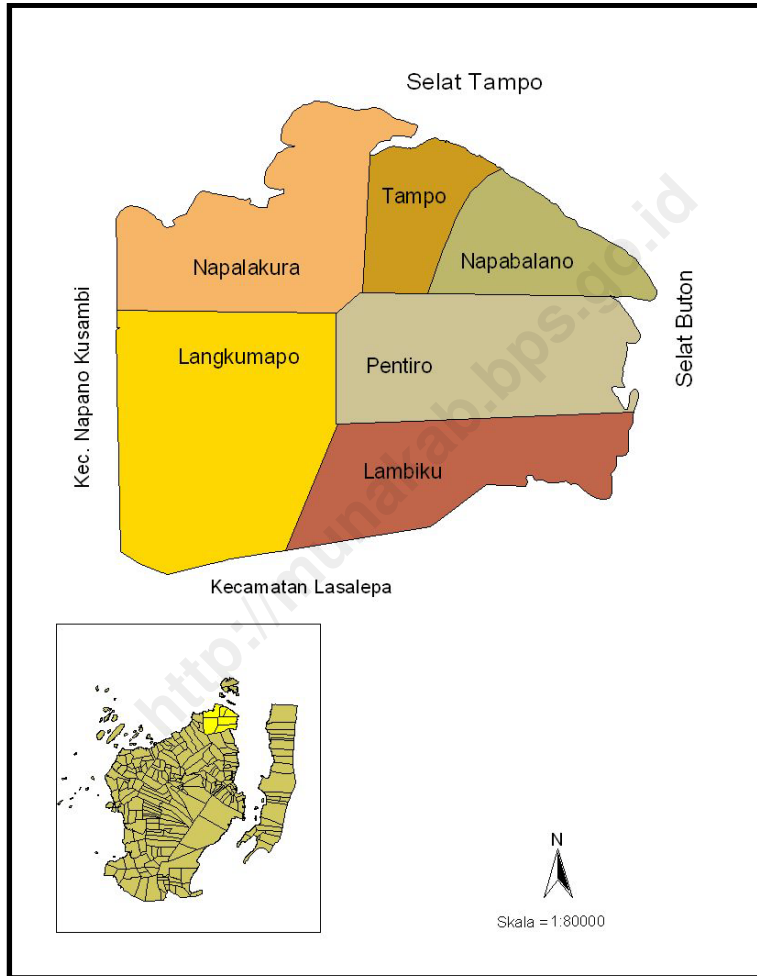 Selat Tampo
Tampo
Napabalano
Napalakura
Kec. Napano Kusambi
Selat Buton
Langkumapo
Pentiro
Lambiku
Kecamatan Lasalepa
http://munakab.bps.go.id
N
Skala = 1:80000